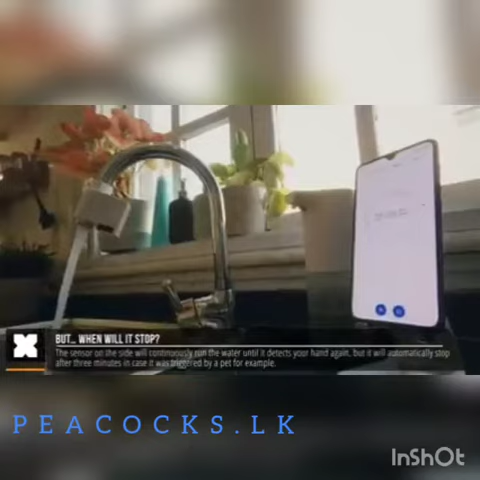 BUT... WHEN WILL IT STOP?
The sensor on the side will continuously run the water until it detects your hand again, but it will automatically stop
after three minutes in case it was triggered by a pet for example.
PEACOCKS.LK
InShOt